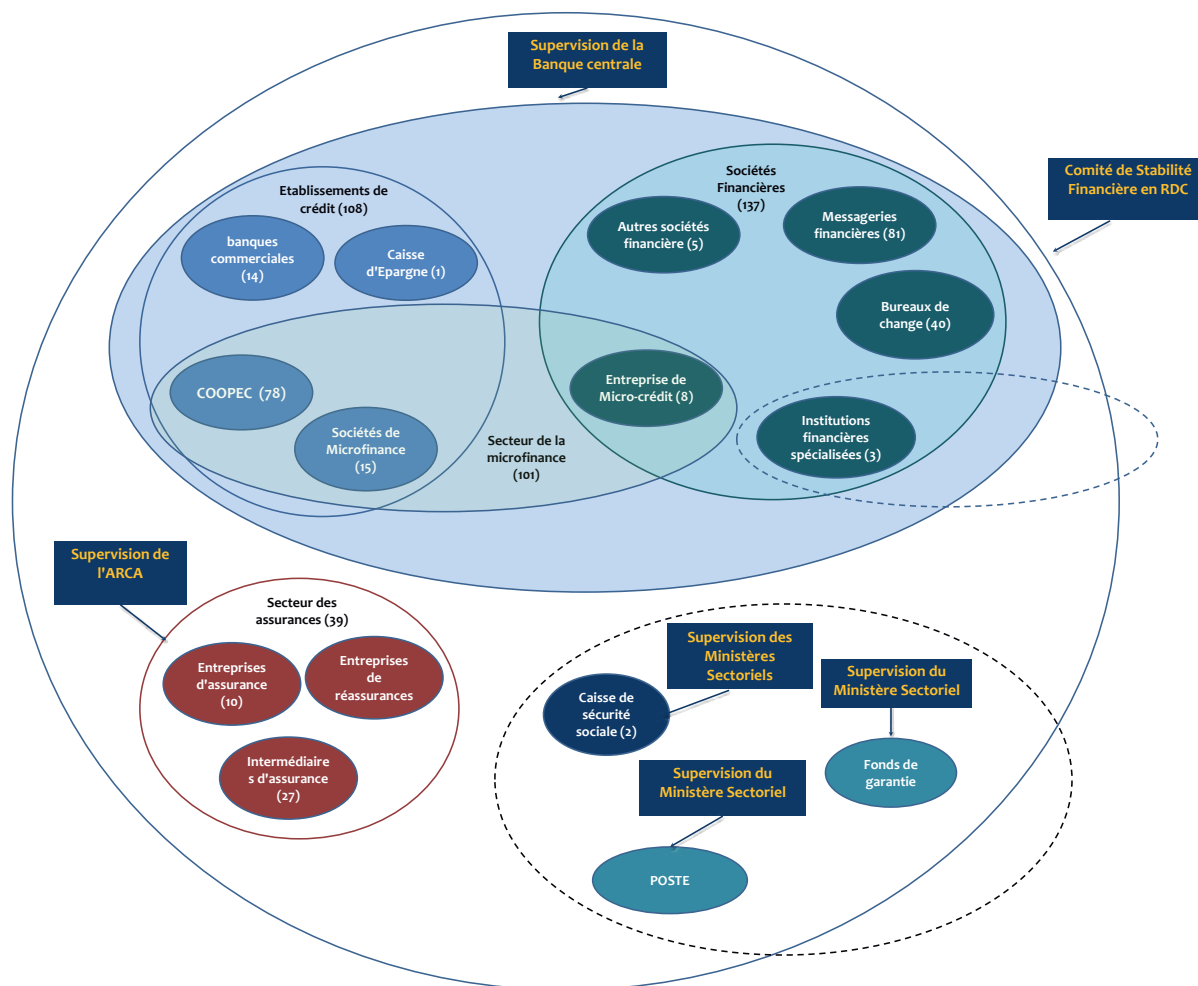 Supervision de la
Banque centrale
Comité de Stabilité
Financière en RDC
Etablissements de
crédit (108)
banques
commerciales
(14)
Caisse
d'Epargne (1)
Sociétés
Financières
(137)
Autres sociétés
financière (5)
Messageries
financières (81)
Bureaux de
change (40)
COOPEC (78)
Sociétés de
Microfinance
(15)
Secteur de la
microfinance
(101)
Entreprise de
Micro-crédit (8)
Institutions
financières
spécialisées (3)
Supervision de
l'ARCA
Secteur des
assurances (39)
Entreprises
d'assurance
(10)
Entreprises
de
réassurances
Intermédiaire
s d'assurance
(27)
Supervision des
Ministères
Sectoriels
Caisse de
sécurité
sociale (2)
Supervision du
Ministère Sectoriel
Fonds de
garantie
Supervision du
Ministère Sectoriel
POSTE